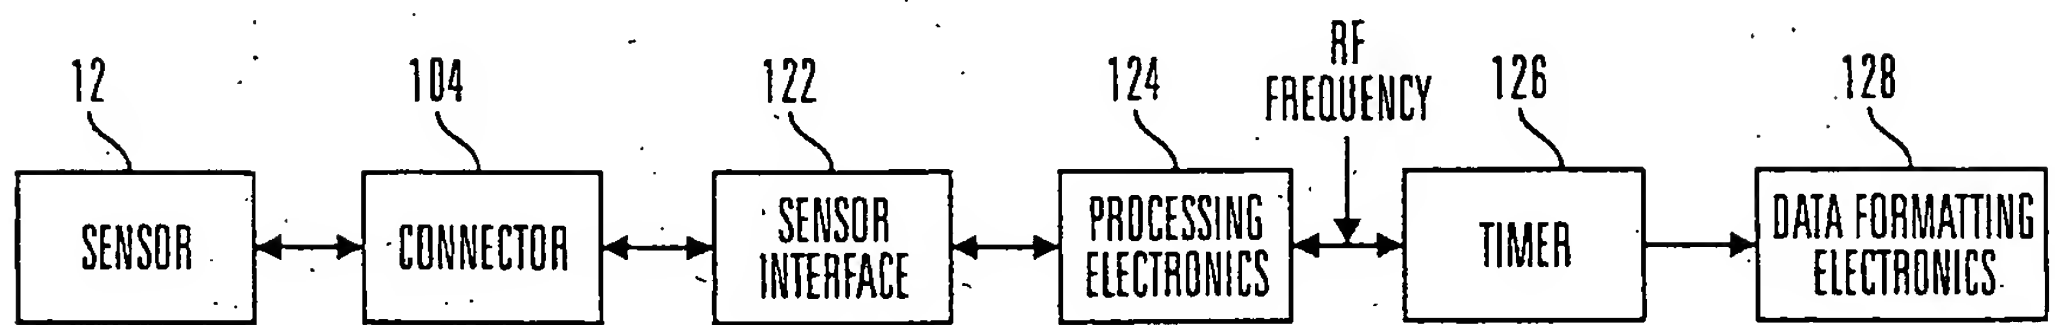 12
104
122
124
RF
FREQUENCY
126
128
SENSOR
CONNECTOR
SENSOR
INTERFACE
PROCESSING
ELECTRONICS
TIMER
DATA FORMATTING
ELECTRONICS